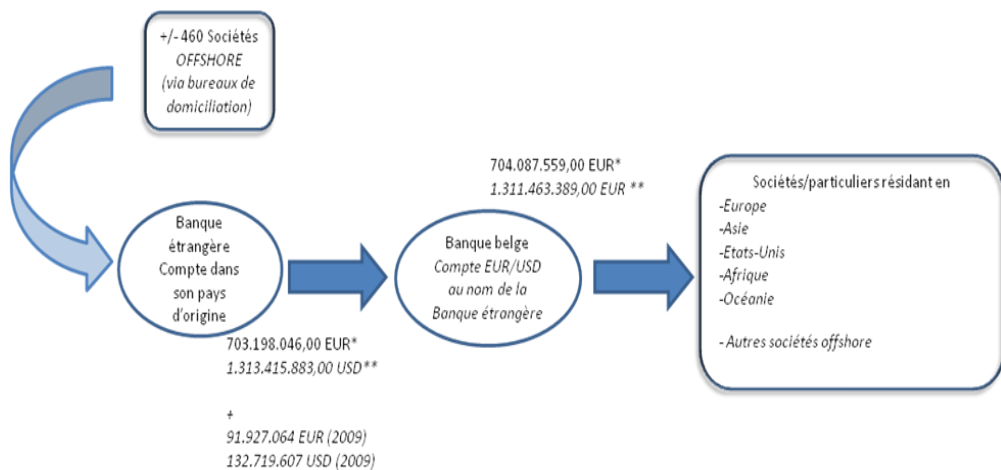 +/- 460 Sociétés
OFFSHORE
(via bureaux de
domiciliation)
Banque
étrangère
Compte dans
son pays
d'origine
703.198.046,00 EUR*
1.313.415.883,00 USD**
+
91.927.064 EUR (2009)
132.719.607 USD (2009)
704.087.559,00 EUR*
1.311.463.389,00 EUR **
Banque belge
Compte EUR/USD
au nom de la
Banque étrangère
Sociétés/particuliers résidant en
-Europe
-Asie
-Etats-Unis
-Afrique
-Océanie
- Autres sociétés offshore